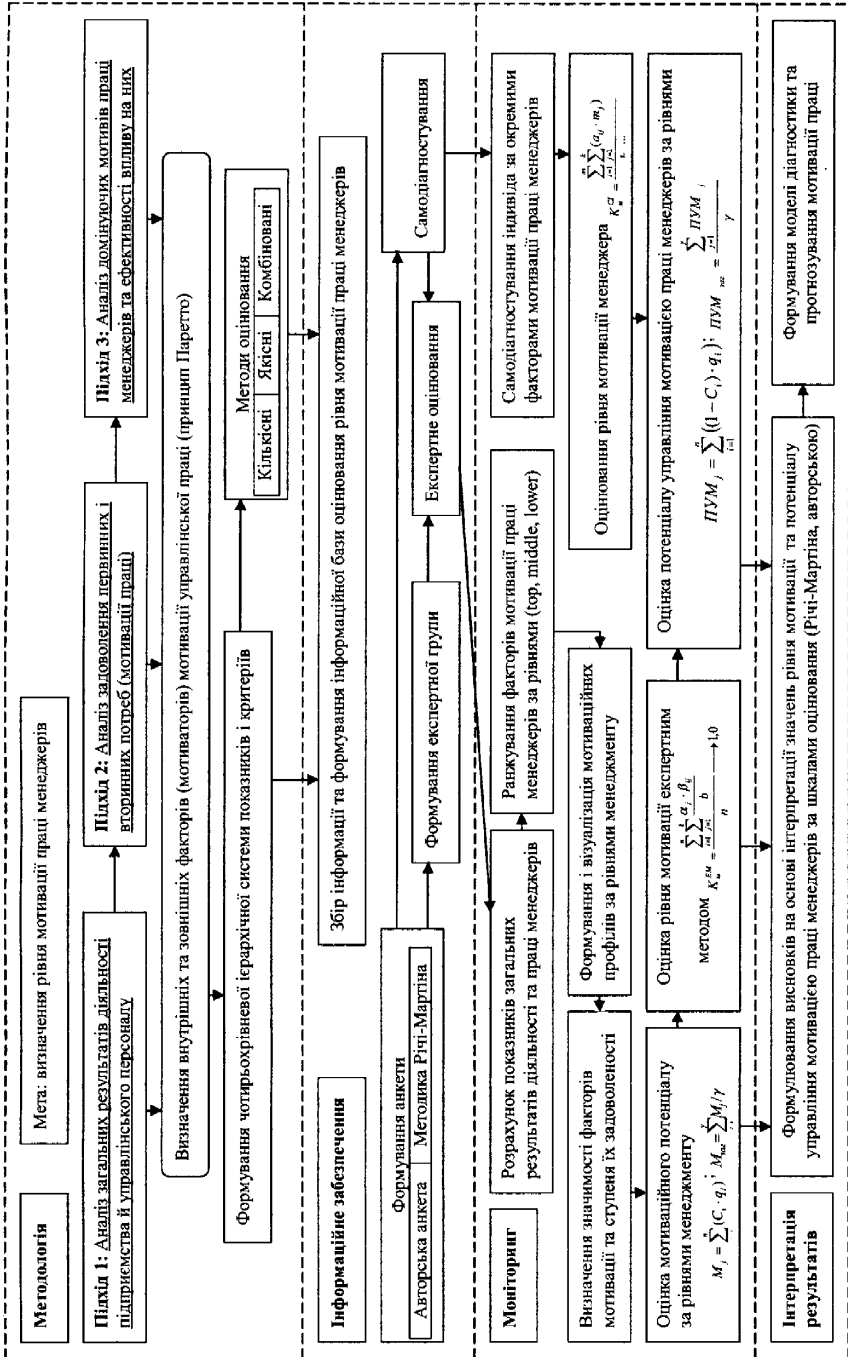 Методологія
Мета: визначення рівня мотивації праці менеджерів
Підхід 1: Аналіз загальних результатів діяльності
підприємства й управлінського персоналу
Підхід 2: Аналіз задоволення первинних і
вторинних потреб (мотивації праці)
Підхід 3: Аналіз домінуючих мотивів праці
менеджерів та ефективності впливу на них
Визначення внутрішніх та зовнішніх факторів (мотиваторів) мотивації управлінської праці (принцип Паретто)
Формування чотирьохрівневої ієрархічної системи показників і критеріїв
Методи оцінювання
Кількісні Якісні Комбіновані
Інформаційне забезпечення
Збір інформації та формування інформаційної бази оцінювання рівня мотивації праці менеджерів
Формування анкети
Авторська анкета Методика Річі-Мартіна
Формування експертної групи
Експертне оцінювання
Самодіагностування
Моніторинг
Розрахунок показників загальних
результатів діяльності та праці менеджерів
Ранжування факторів мотивації праці
менеджерів за рівнями (top, middle, lower)
Самодіагностування індивіда за окремими
факторами мотивації праці менеджерів
Визначення значимості факторів
мотивації та ступеня їх задоволеності
Формування і візуалізація мотиваційних
профілів за рівнями менеджменту
Оцінювання рівня мотивації менеджера
Оцінка мотиваційного потенціалу
за рівнями менеджменту
Оцінка рівня мотивації експертним
методом
Оцінка потенціалу управління мотивацією праці менеджерів за рівнями
Інтерпретація
результатів
Формулювання висновків на основі інтерпретації значень рівня мотивації та потенціалу
управління мотивацією праці менеджерів за шкалами оцінювання (Річі-Мартіна, авторською)
Формування моделі діагностики та
прогнозування мотивації праці